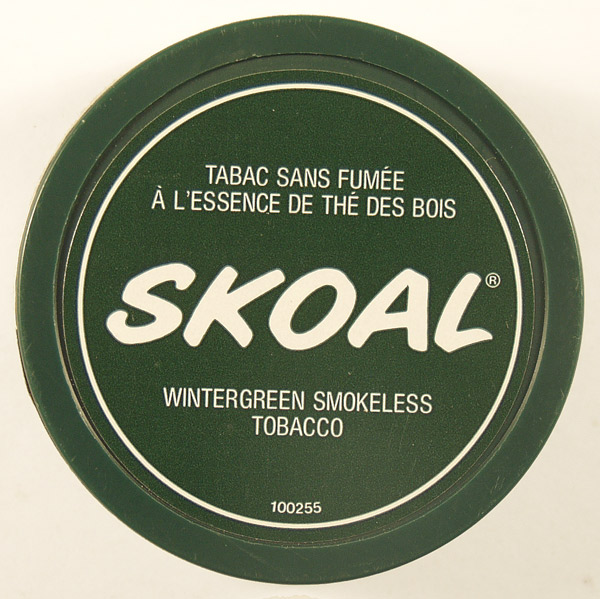 TABAC SANS FUMÉE
À L'ESSENCE DE THÉ DES BOIS
SKOAL®
WINTERGREEN SMOKELESS
TOBACCO
100255